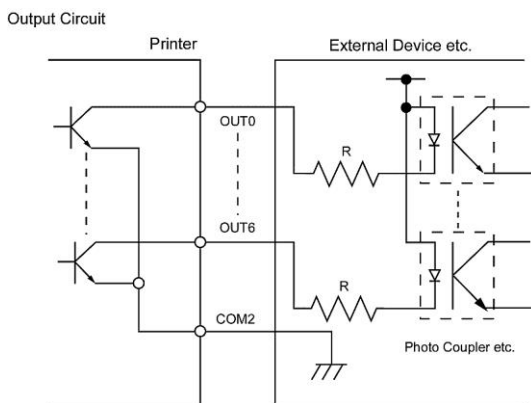 Output Circuit
Printer
External Device etc.
OUT0
R
OUT6
R
COM2
Photo Coupler etc.